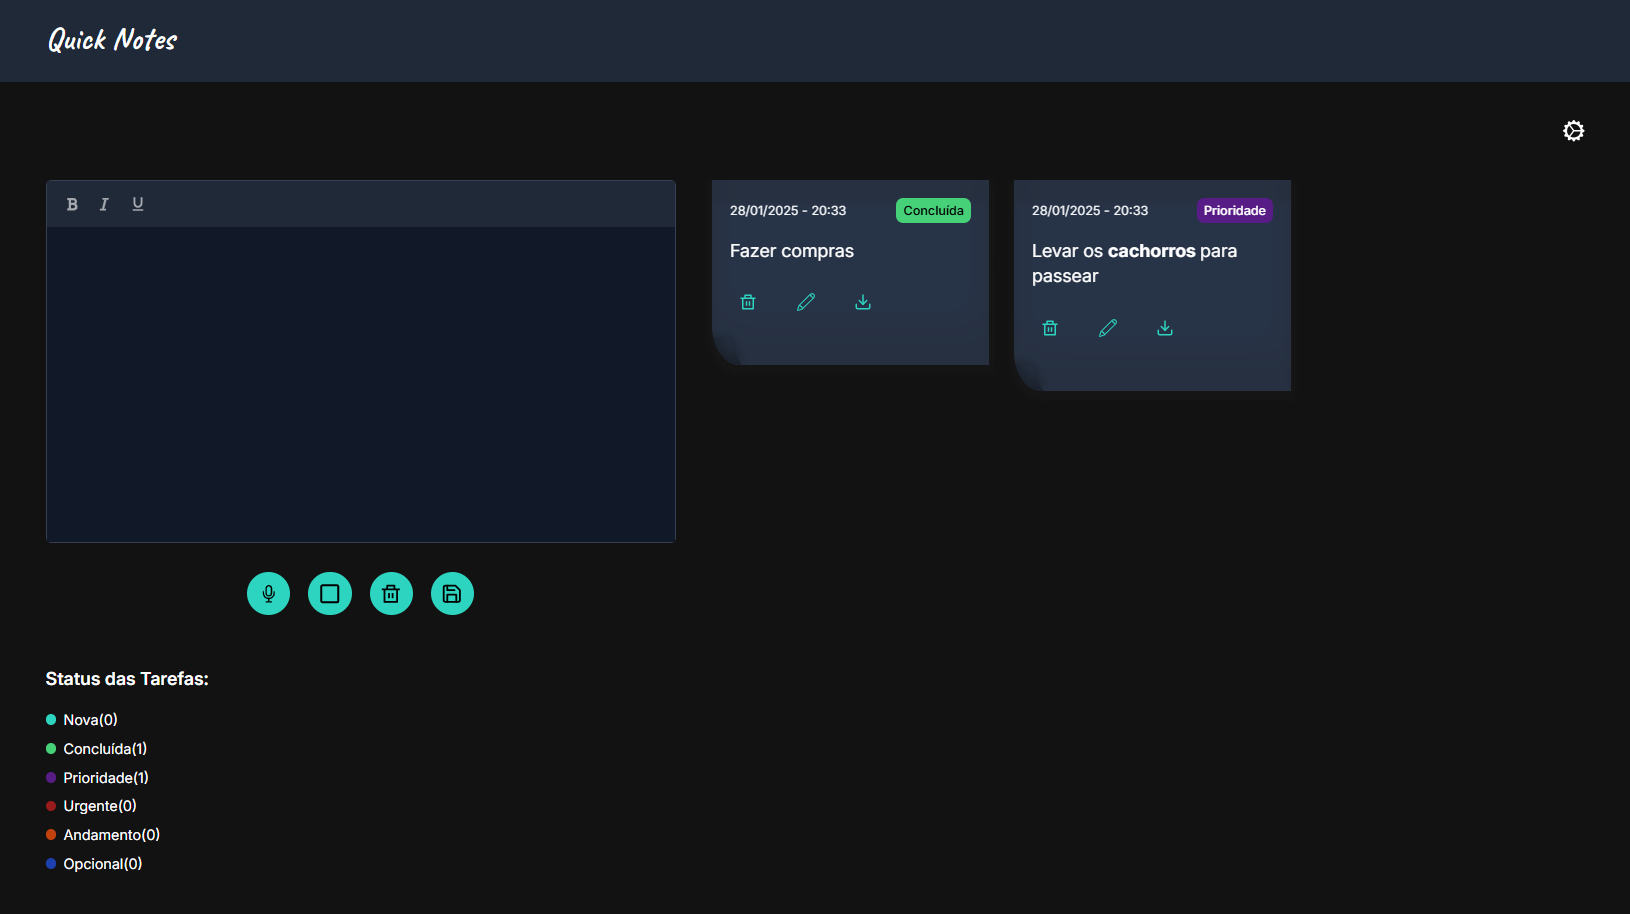 Quick Notes
B I U
28/01/2025 - 20:33 Concluída
Fazer compras
28/01/2025 - 20:33 Prioridade
Levar os cachorros para
passear
Status das Tarefas:
Nova(0)
Concluída(1)
Prioridade(1)
Urgente(0)
Andamento(0)
Opcional(0)